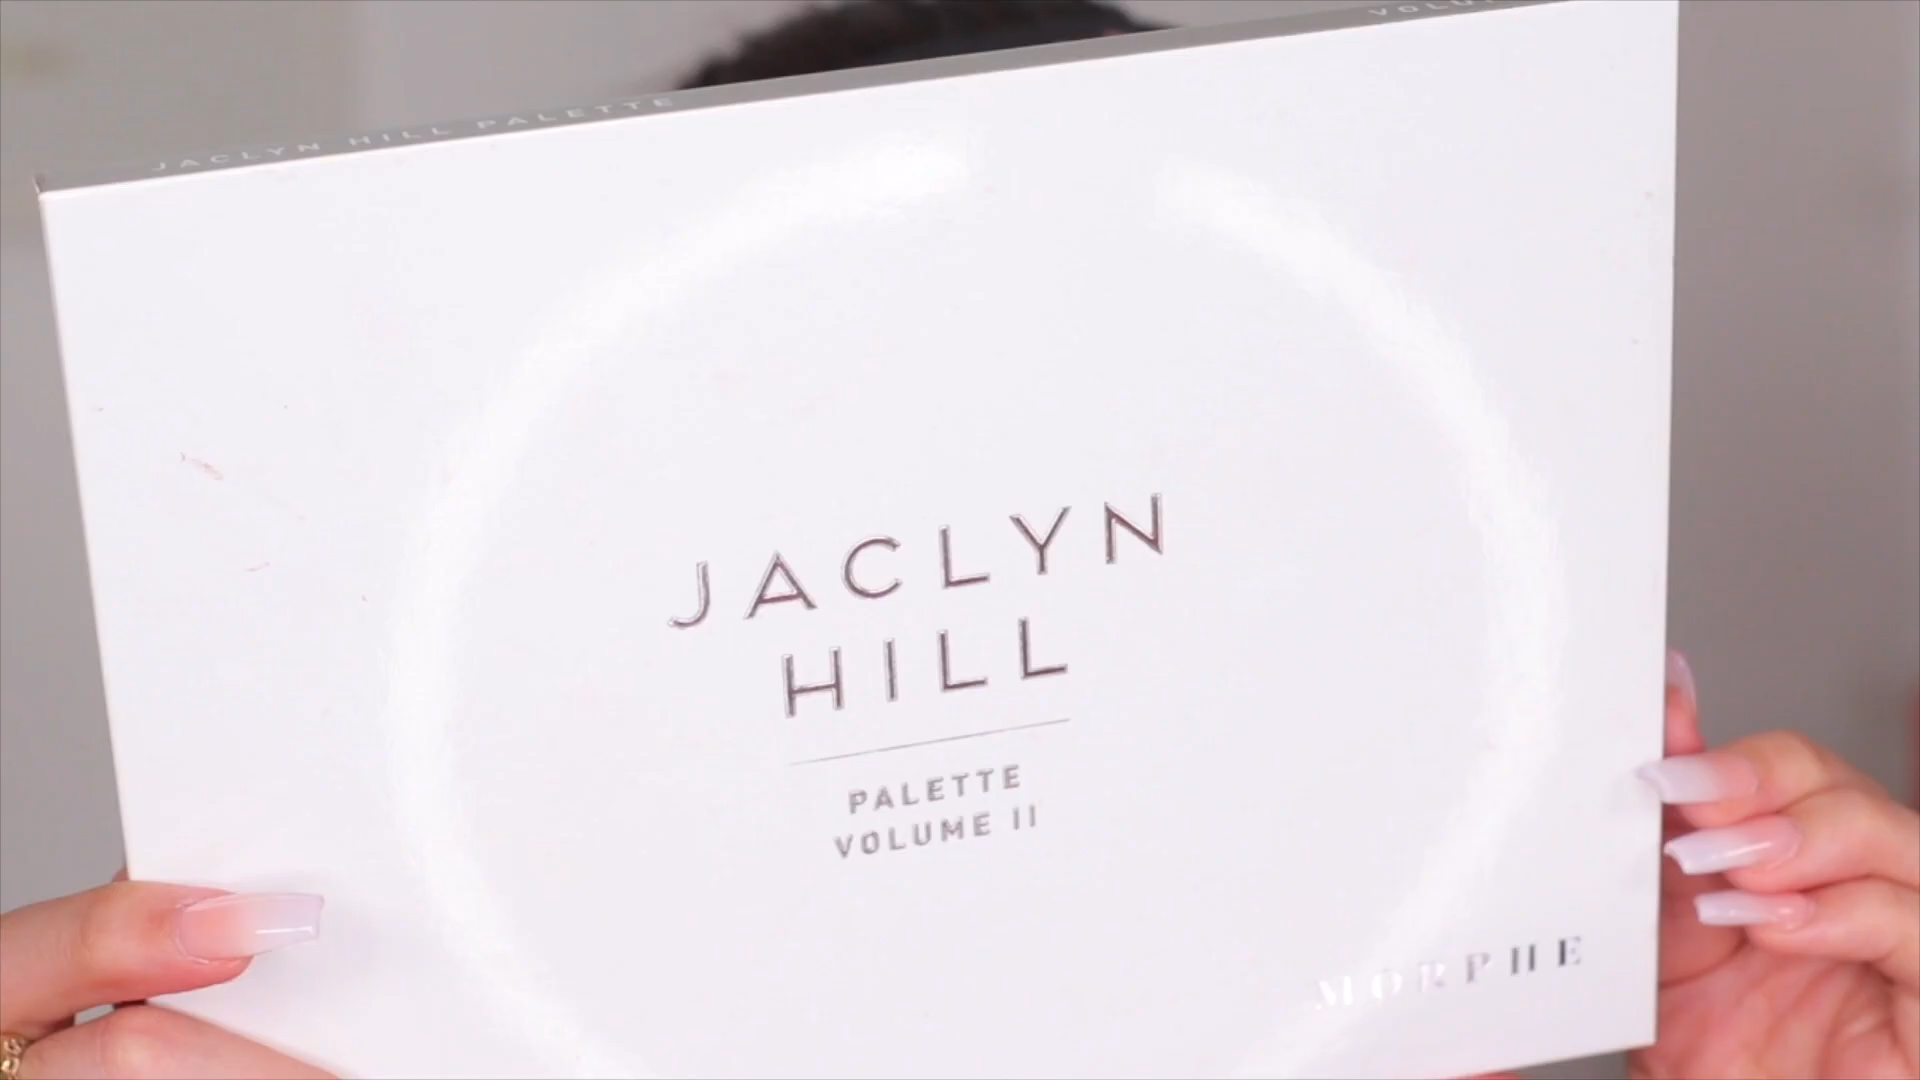 JACLYN HILL PALETTE
JACLYN
HILL
PALETTE
VOLUME II
MORPHE